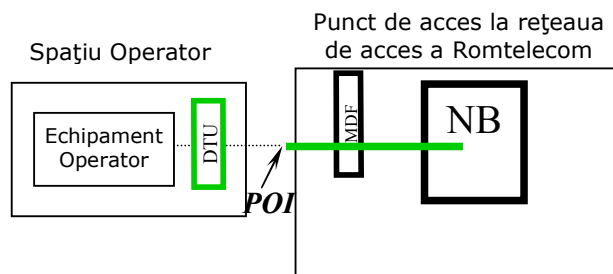 Spaţiu Operator
Punct de acces la reţeaua
de acces a Romtelecom
Echipament
Operator
DTU
POI
MDF
NB